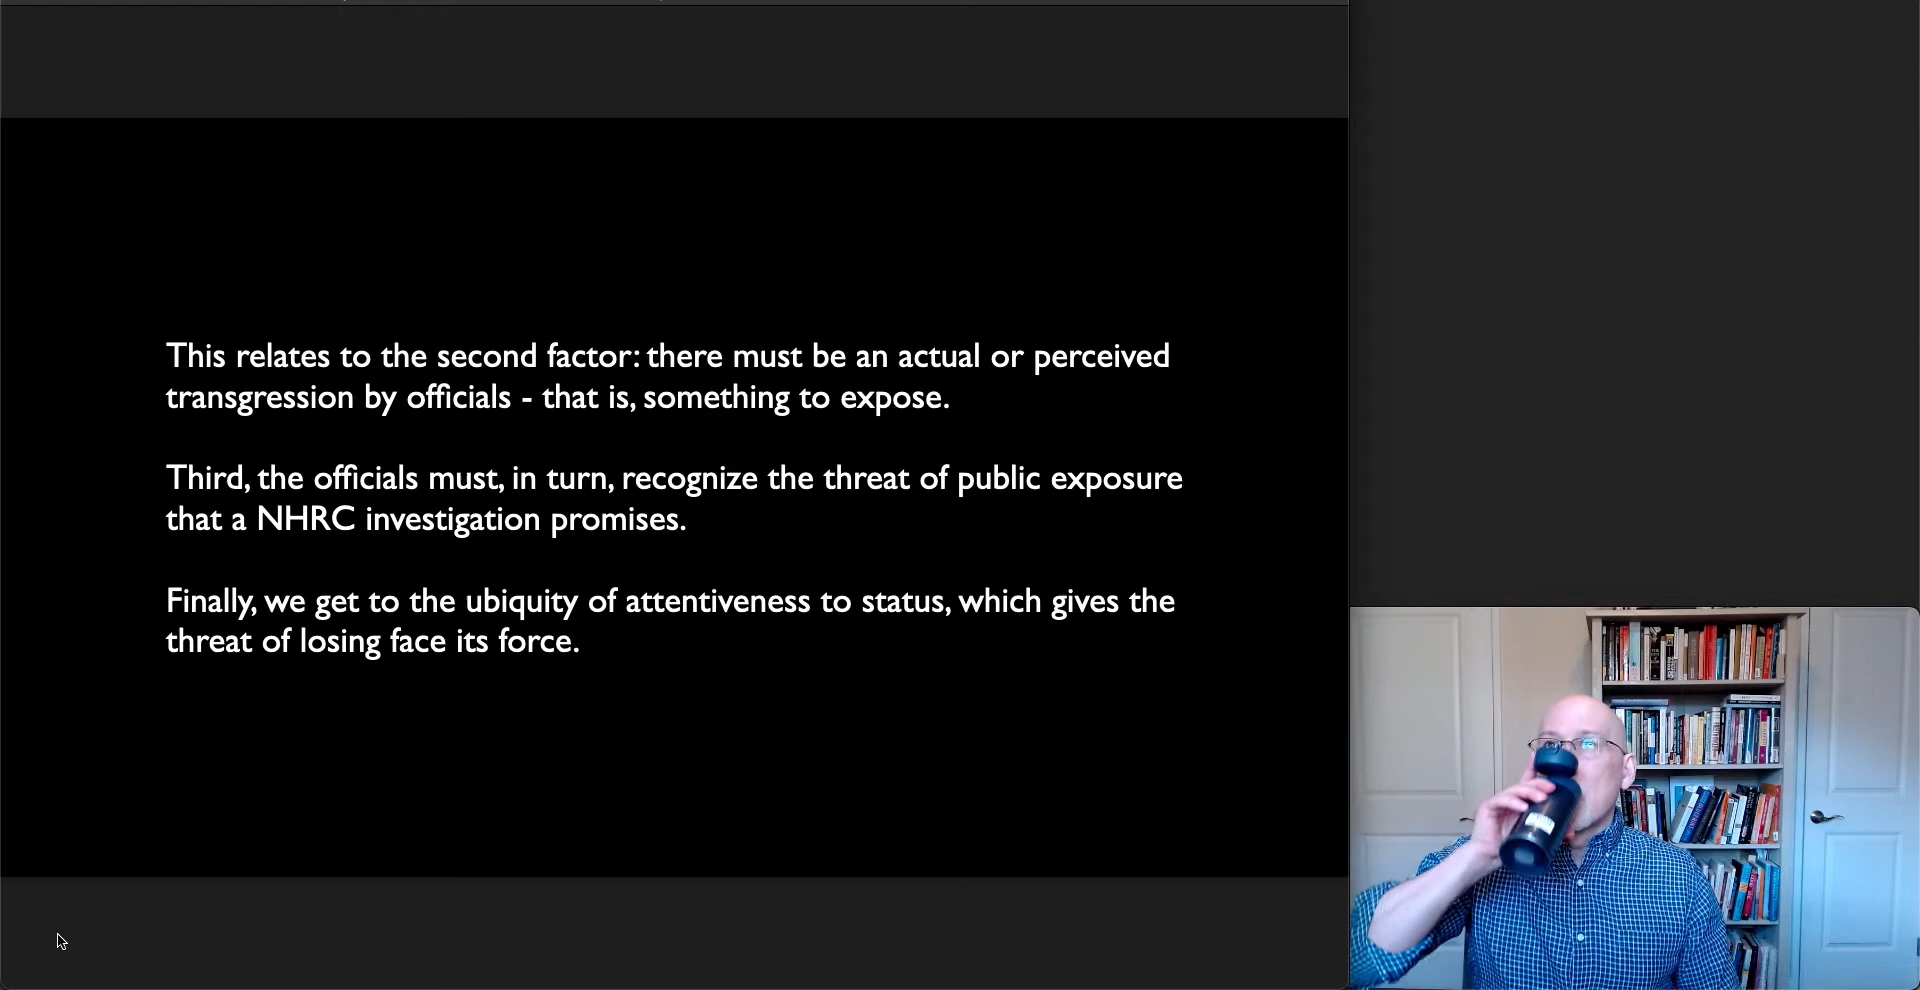 This relates to the second factor: there must be an actual or perceived
transgression by officials - that is, something to expose.
Third, the officials must, in turn, recognize the threat of public exposure
that a NHRC investigation promises.
Finally, we get to the ubiquity of attentiveness to status, which gives the
threat of losing face its force.